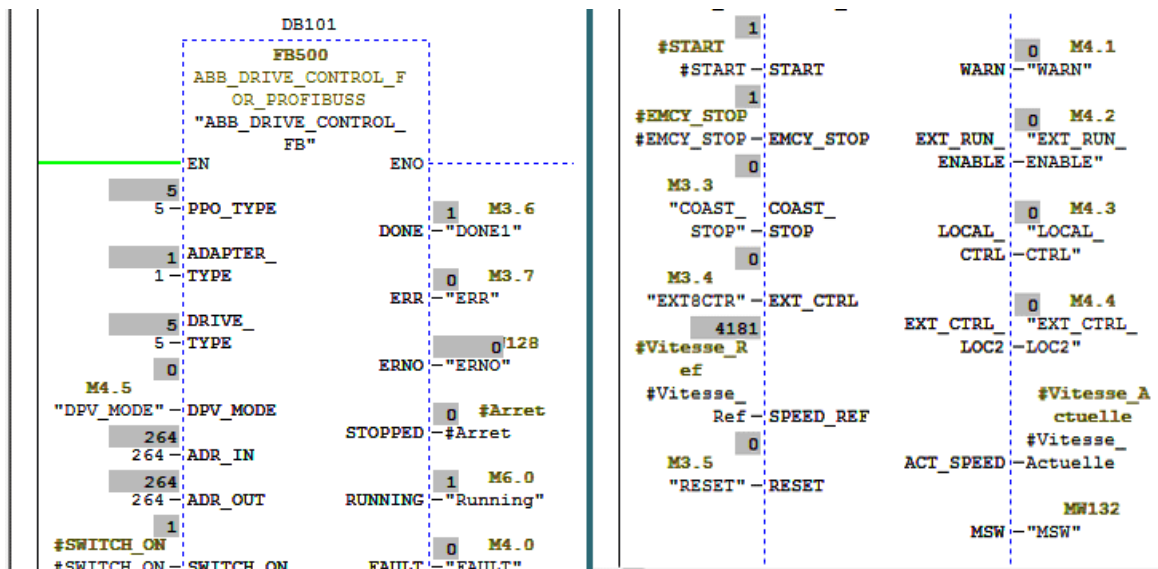 DB101
FB500
ABB_DRIVE_CONTROL_F
OR_PROFIBUSS
"ABB_DRIVE_CONTROL_
FB"
EN ENO
5
5 PPO_TYPE
1 M3.6
DONE "DONE1"
1 ADAPTER_
1 TYPE
0 M3.7
ERR "ERR"
5 DRIVE_
5 TYPE
0 128
ERNO "ERNO"
0
M4.5
"DPV_MODE" DPV_MODE
0 #Arret
STOPPED #Arret
264
264 ADR_IN
264
264 ADR_OUT
1 M6.0
RUNNING "Running"
1
#SWITCH_ON
#SWITCH_ON SWITCH_ON
0 M4.0
FAULT "FAULT"
1
#START
#START START
0 M4.1
WARN "WARN"
1
#EMCY_STOP
#EMCY_STOP EMCY_STOP
0 M4.2
EXT_RUN_ "EXT_RUN_
ENABLE ENABLE"
0
M3.3
"COAST_ COAST_
STOP" STOP
0 M4.3
LOCAL_ "LOCAL_
CTRL CTRL"
0
M3.4
"EXT8CTR" EXT_CTRL
0 M4.4
EXT_CTRL_ "EXT_CTRL_
LOC2 LOC2"
4181
#Vitesse_R
ef
#Vitesse_
Ref SPEED_REF
#Vitesse_A
ctuelle
#Vitesse_
ACT_SPEED Actuelle
0
M3.5
"RESET" RESET
MW132
MSW "MSW"